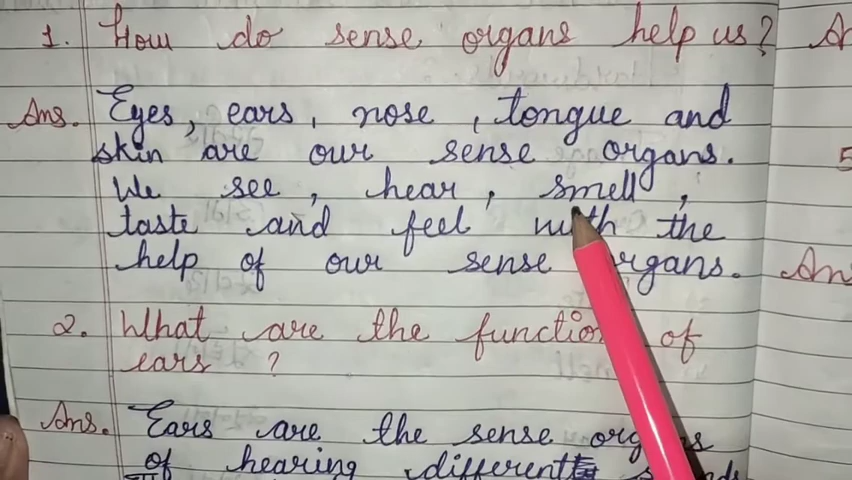 1. How do sense organs help us?
Ans. Eyes, ears, nose, tongue and
skin are our sense organs.
We see, hear, smell,
taste and feel with the
help of our sense organs.
2. What are the function of
ears?
Ans. Ears are the sense organs
of hearing different